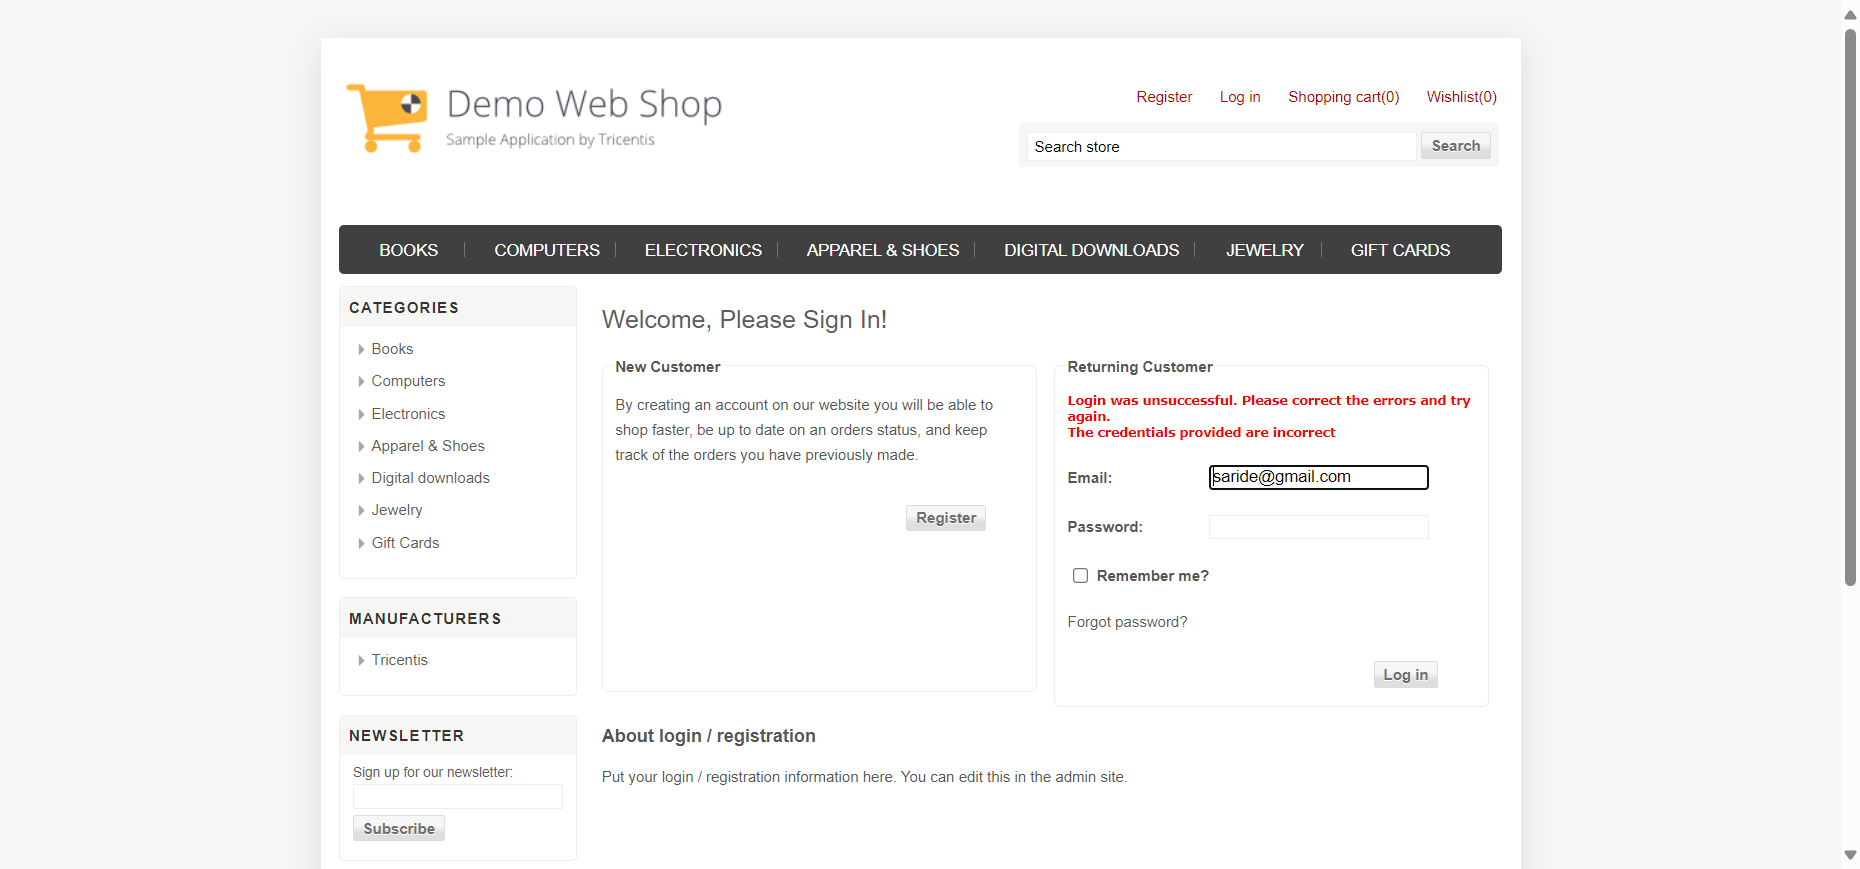 Demo Web Shop
Sample Application by Tricentis
Register Log in Shopping cart(0) Wishlist(0)
Search store Search
BOOKS COMPUTERS ELECTRONICS APPAREL & SHOES DIGITAL DOWNLOADS JEWELRY GIFT CARDS
CATEGORIES
Books
Computers
Electronics
Apparel & Shoes
Digital downloads
Jewelry
Gift Cards
MANUFACTURERS
Tricentis
NEWSLETTER
Sign up for our newsletter:
Subscribe
Welcome, Please Sign In!
New Customer
By creating an account on our website you will be able to
shop faster, be up to date on an orders status, and keep
track of the orders you have previously made.
Register
Returning Customer
Login was unsuccessful. Please correct the errors and try
again.
The credentials provided are incorrect
Email: saride@gmail.com
Password:
Remember me?
Forgot password?
Log in
About login / registration
Put your login / registration information here. You can edit this in the admin site.